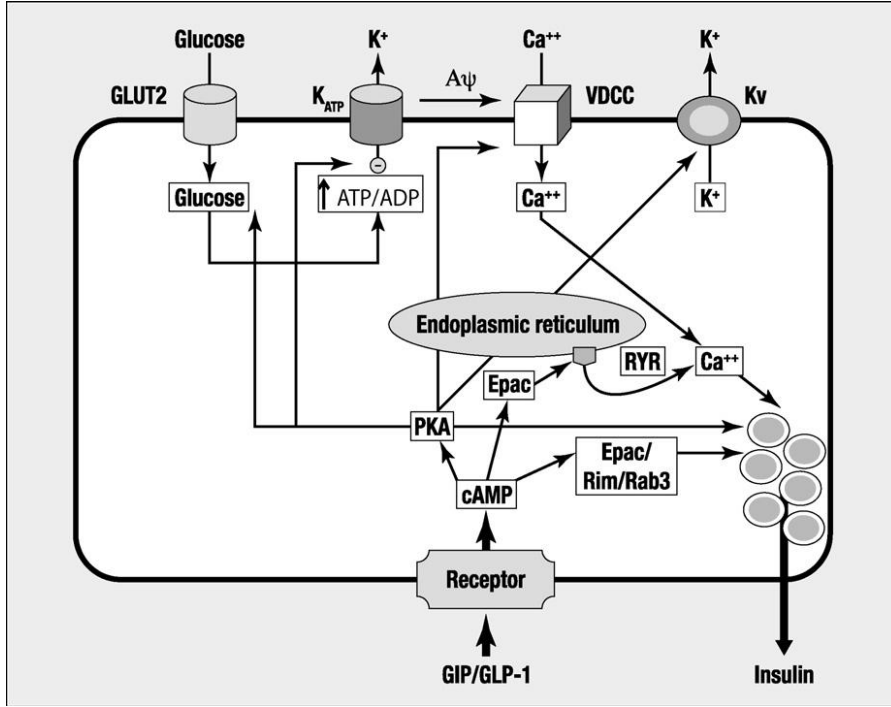 Glucose
K⁺
Ca⁺⁺
K⁺
GLUT2
K_ATP
Aψ
VDCC
Kv
−
Glucose
↑ ATP/ADP
Ca⁺⁺
K⁺
Endoplasmic reticulum
RYR
Ca⁺⁺
Epac
PKA
Epac/
Rim/Rab3
cAMP
Receptor
GIP/GLP-1
Insulin